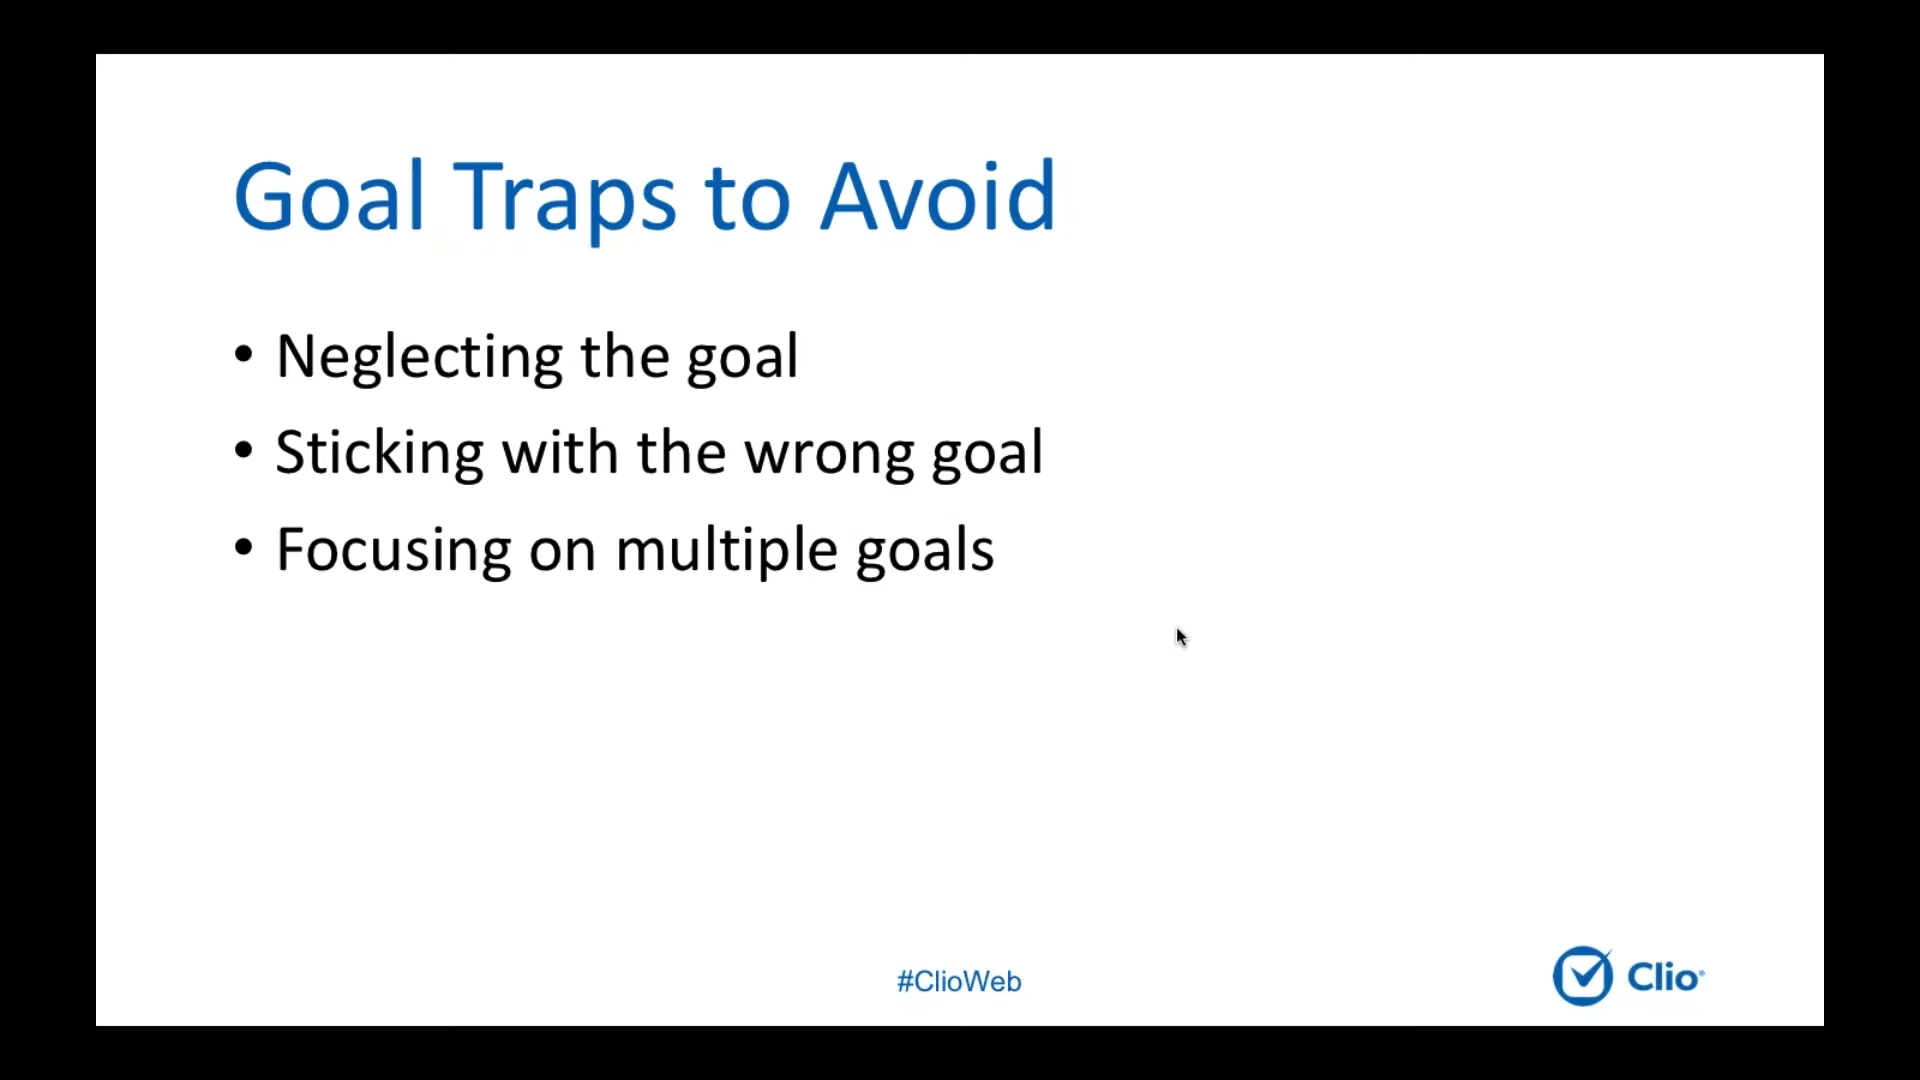 Goal Traps to Avoid
• Neglecting the goal
• Sticking with the wrong goal
• Focusing on multiple goals
#ClioWeb
Clio®